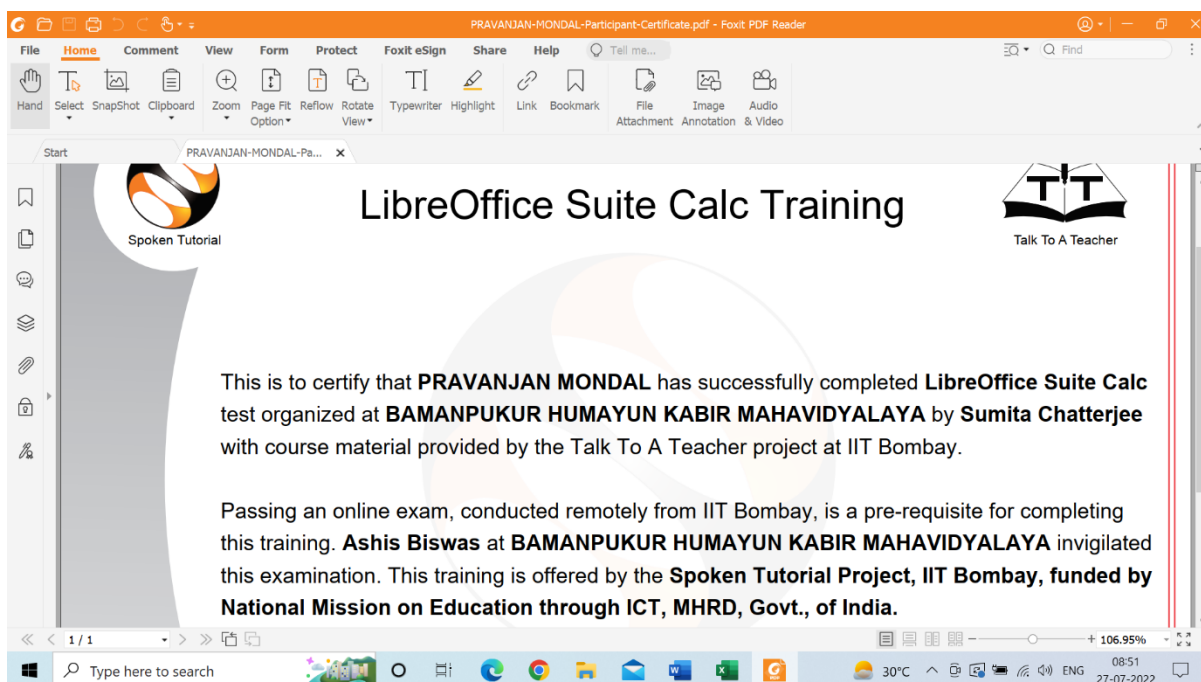 PRAVANJAN-MONDAL-Participant-Certificate.pdf - Foxit PDF Reader
File Home Comment View Form Protect Foxit eSign Share Help Tell me... Find
Hand Select SnapShot Clipboard Zoom Page Fit Option Reflow Rotate View Typewriter Highlight Link Bookmark File Attachment Image Annotation Audio & Video
Start PRAVANJAN-MONDAL-Pa...
LibreOffice Suite Calc Training
Spoken Tutorial
T T
Talk To A Teacher
This is to certify that PRAVANJAN MONDAL has successfully completed LibreOffice Suite Calc
test organized at BAMANPUKUR HUMAYUN KABIR MAHAVIDYALAYA by Sumita Chatterjee
with course material provided by the Talk To A Teacher project at IIT Bombay.
Passing an online exam, conducted remotely from IIT Bombay, is a pre-requisite for completing
this training. Ashis Biswas at BAMANPUKUR HUMAYUN KABIR MAHAVIDYALAYA invigilated
this examination. This training is offered by the Spoken Tutorial Project, IIT Bombay, funded by
National Mission on Education through ICT, MHRD, Govt., of India.
1 / 1 106.95%
Type here to search 30°C ENG 08:51
27-07-2022